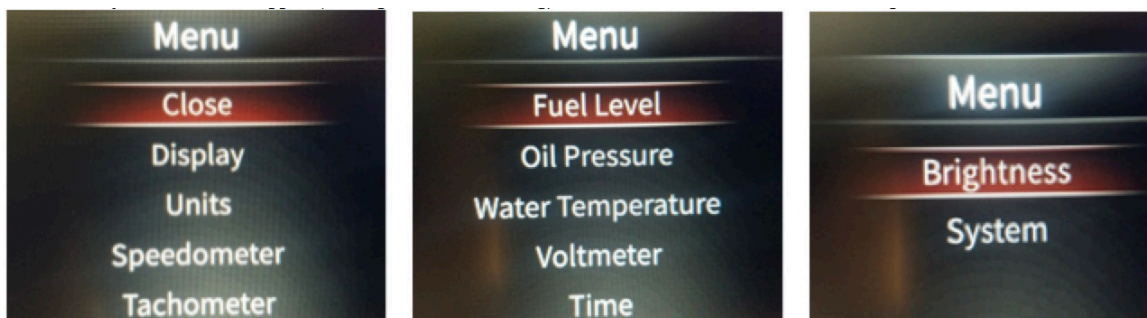 Menu
Close
Display
Units
Speedometer
Tachometer
Menu
Fuel Level
Oil Pressure
Water Temperature
Voltmeter
Time
Menu
Brightness
System